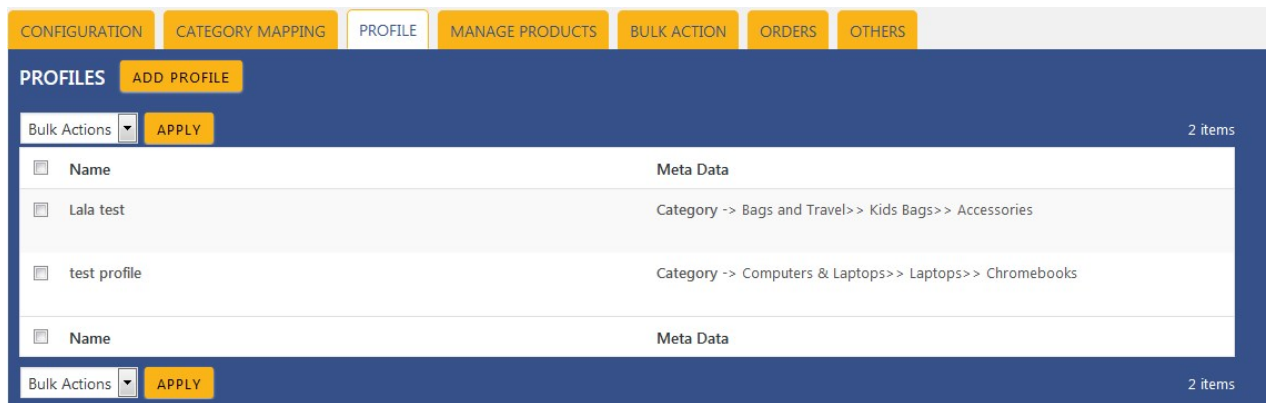 CONFIGURATION CATEGORY MAPPING PROFILE MANAGE PRODUCTS BULK ACTION ORDERS OTHERS
PROFILES ADD PROFILE
Bulk Actions APPLY 2 items
Name Meta Data
Lala test Category -> Bags and Travel>> Kids Bags>> Accessories
test profile Category -> Computers & Laptops>> Laptops>> Chromebooks
Name Meta Data
Bulk Actions APPLY 2 items